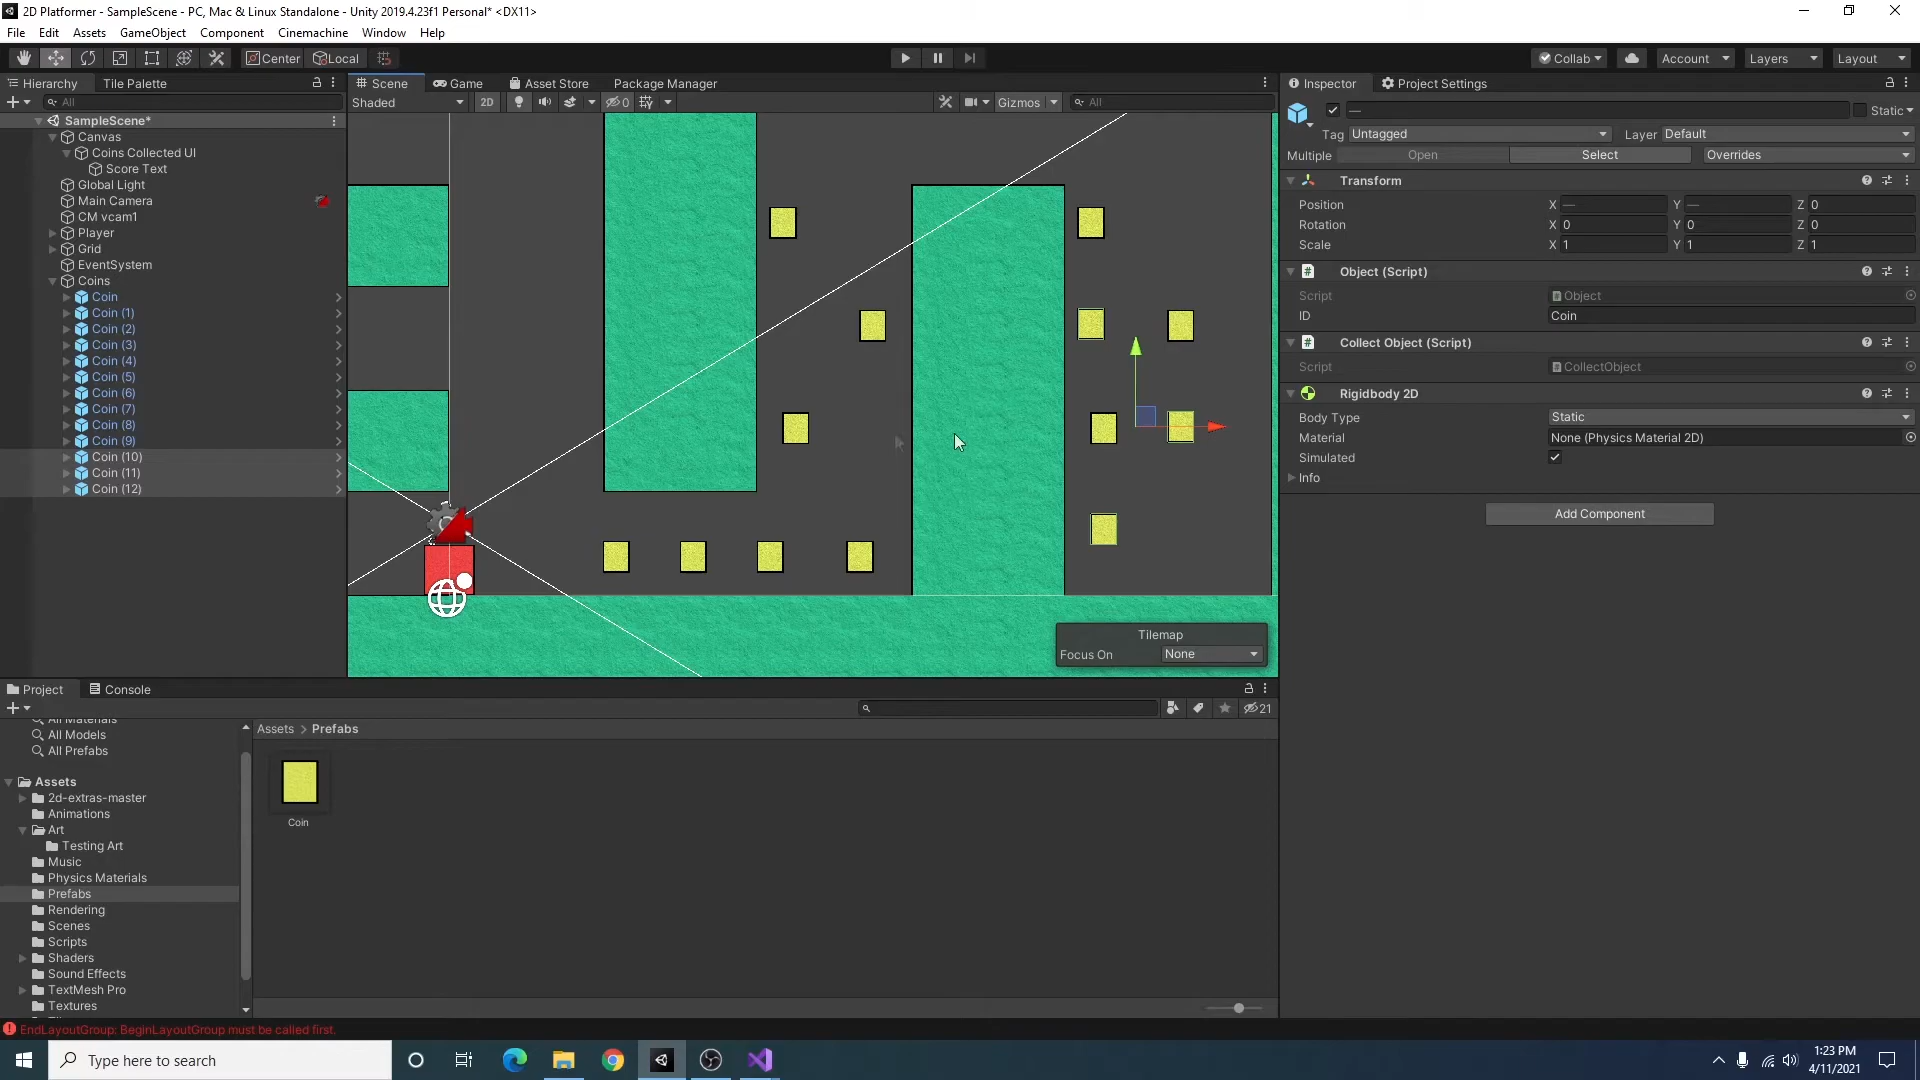 2D Platformer - SampleScene - PC, Mac & Linux Standalone - Unity 2019.4.23f1 Personal* <DX11>
File Edit Assets GameObject Component Cinemachine Window Help
Center Local Collab Account Layers Layout
Hierarchy Tile Palette Scene Game Asset Store Package Manager Inspector Project Settings
All Shaded 2D 0 Gizmos All
SampleScene*
Canvas
Coins Collected UI
Score Text
Global Light
Main Camera
CM vcam1
Player
Grid
EventSystem
Coins
Coin
Coin (1)
Coin (2)
Coin (3)
Coin (4)
Coin (5)
Coin (6)
Coin (7)
Coin (8)
Coin (9)
Coin (10)
Coin (11)
Coin (12)
Tilemap
Focus On None
— Static
Tag Untagged Layer Default
Multiple Open Select Overrides
Transform
Position X — Y — Z 0
Rotation X 0 Y 0 Z 0
Scale X 1 Y 1 Z 1
Object (Script)
Script Object
ID Coin
Collect Object (Script)
Script CollectObject
Rigidbody 2D
Body Type Static
Material None (Physics Material 2D)
Simulated
Info
Add Component
Project Console
21
All Materials
All Models
All Prefabs
Assets
2d-extras-master
Animations
Art
Testing Art
Music
Physics Materials
Prefabs
Rendering
Scenes
Scripts
Shaders
Sound Effects
TextMesh Pro
Textures
Assets > Prefabs
Coin
EndLayoutGroup: BeginLayoutGroup must be called first.
Type here to search
1:23 PM
4/11/2021